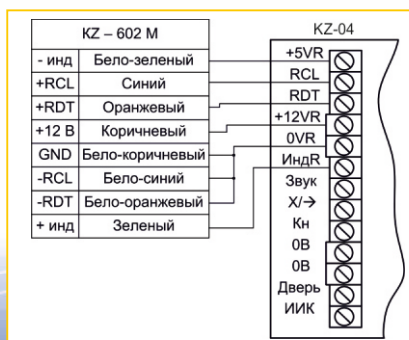 KZ – 602 М
- инд Бело-зеленый
+RCL Синий
+RDT Оранжевый
+12 В Коричневый
GND Бело-коричневый
-RCL Бело-синий
-RDT Бело-оранжевый
+ инд Зеленый
KZ-04
+5VR
RCL
RDT
+12VR
0VR
ИндR
Звук
X/→
Кн
0В
0В
Дверь
ИИК